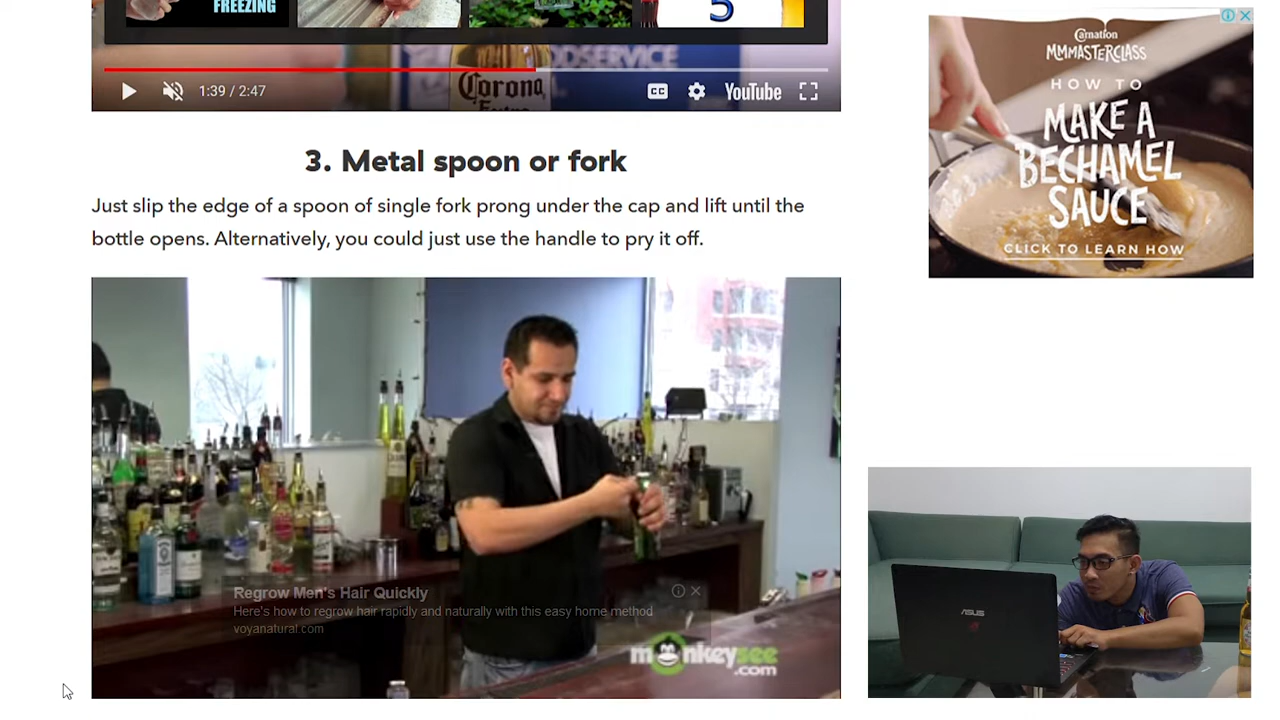 FREEZING
5
Corona
Extra
ODSERVICE
1:39 / 2:47
CC
YouTube
3. Metal spoon or fork
Just slip the edge of a spoon of single fork prong under the cap and lift until the
bottle opens. Alternatively, you could just use the handle to pry it off.
Carnation
MMMASTERCLASS
HOW TO
MAKE A
BECHAMEL
SAUCE
CLICK TO LEARN HOW
Regrow Men's Hair Quickly
Here's how to regrow hair rapidly and naturally with this easy home method
voyanatural.com
monkeysee
.com
ASUS